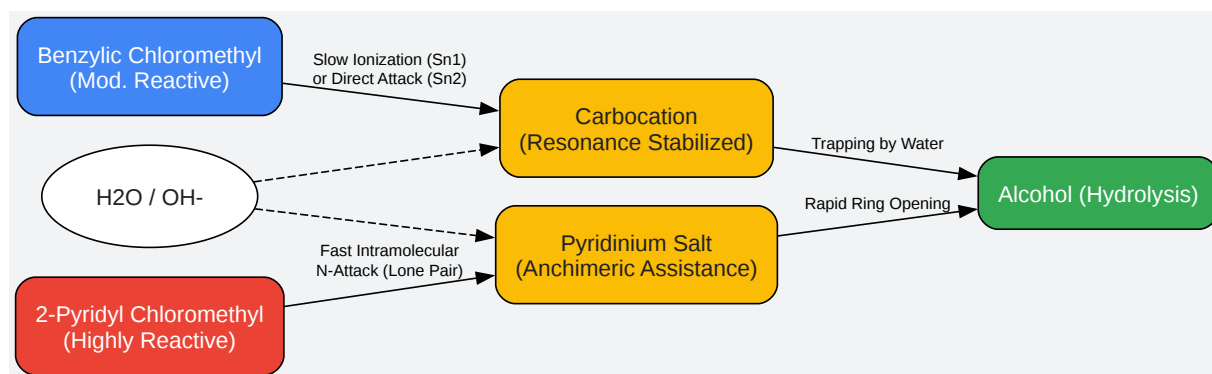 Benzylic Chloromethyl
(Mod. Reactive)
Slow Ionization (Sn1)
or Direct Attack (Sn2)
Carbocation
(Resonance Stabilized)
Trapping by Water
H2O / OH-
Alcohol (Hydrolysis)
Rapid Ring Opening
Pyridinium Salt
(Anchimeric Assistance)
Fast Intramolecular
N-Attack (Lone Pair)
2-Pyridyl Chloromethyl
(Highly Reactive)